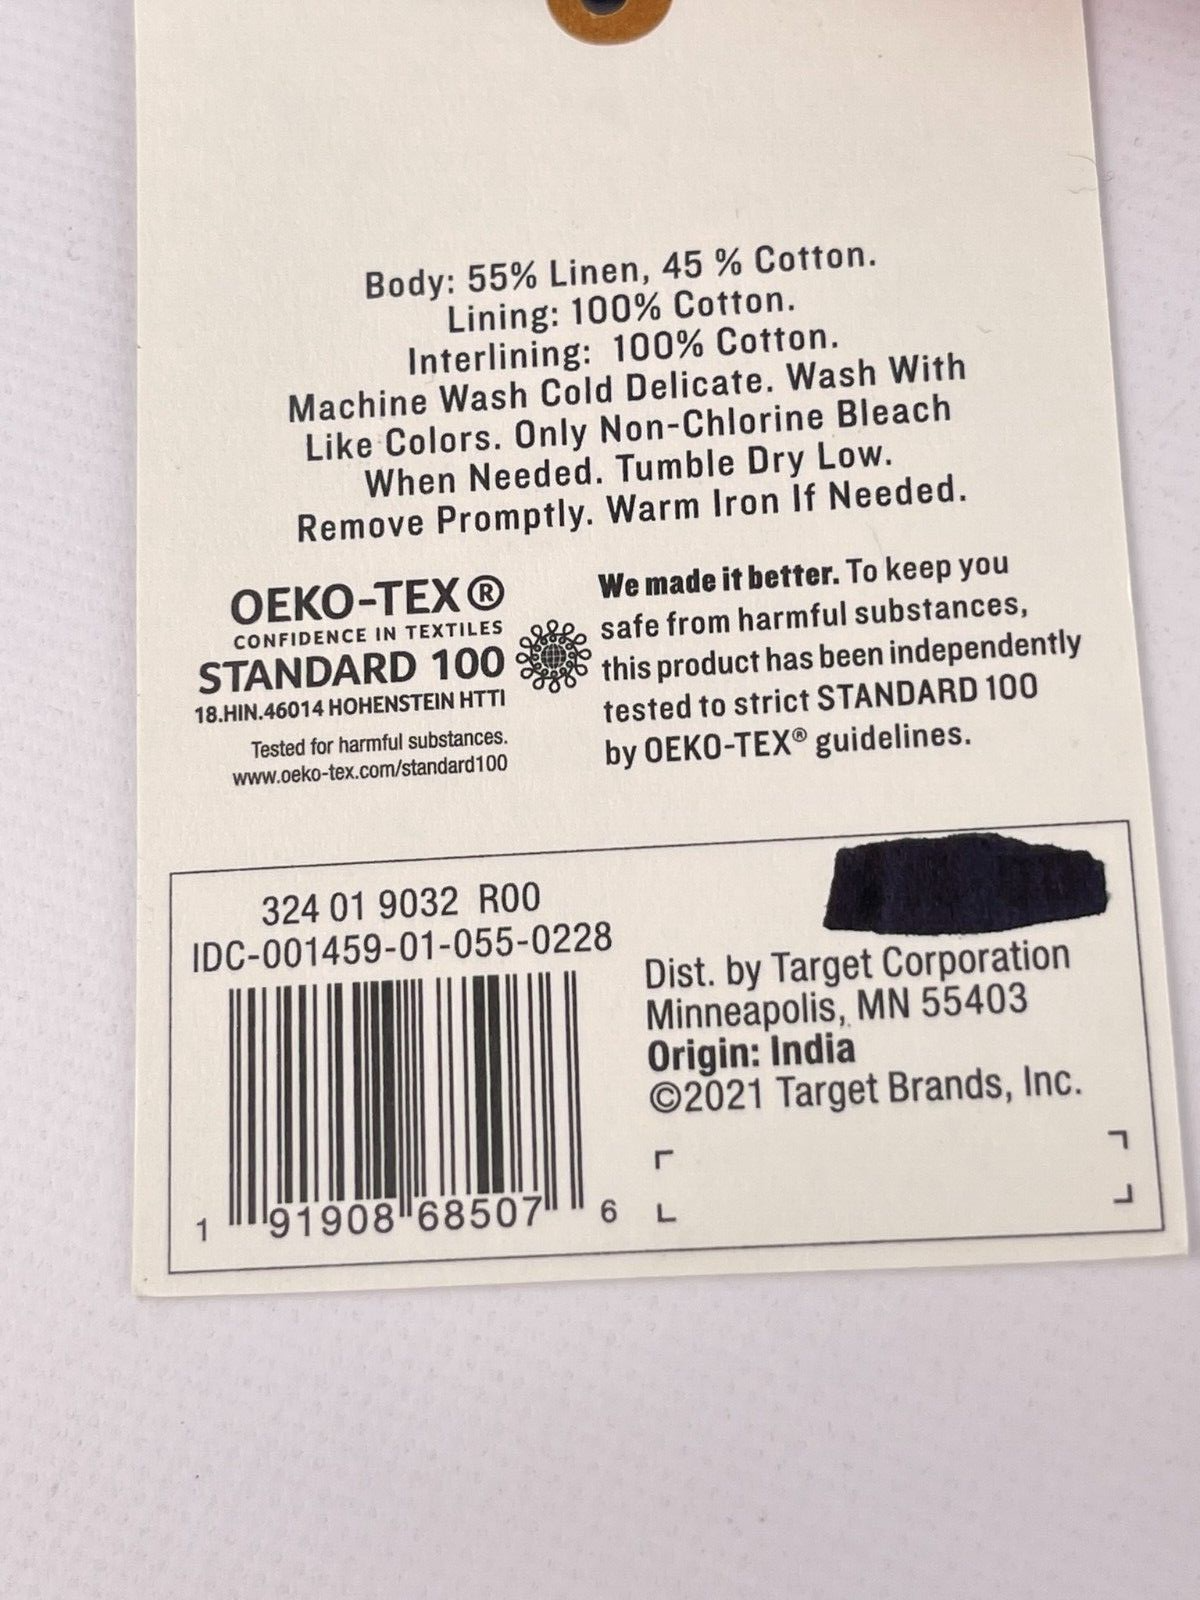 Body: 55% Linen, 45 % Cotton.
Lining: 100% Cotton.
Interlining: 100% Cotton.
Machine Wash Cold Delicate. Wash With
Like Colors. Only Non-Chlorine Bleach
When Needed. Tumble Dry Low.
Remove Promptly. Warm Iron If Needed.
OEKO-TEX®
CONFIDENCE IN TEXTILES
STANDARD 100
18.HIN.46014 HOHENSTEIN HTTI
Tested for harmful substances.
www.oeko-tex.com/standard100
We made it better. To keep you
safe from harmful substances,
this product has been independently
tested to strict STANDARD 100
by OEKO-TEX® guidelines.
324 01 9032 R00
IDC-001459-01-055-0228
1 91908 68507 6
Dist. by Target Corporation
Minneapolis, MN 55403
Origin: India
©2021 Target Brands, Inc.